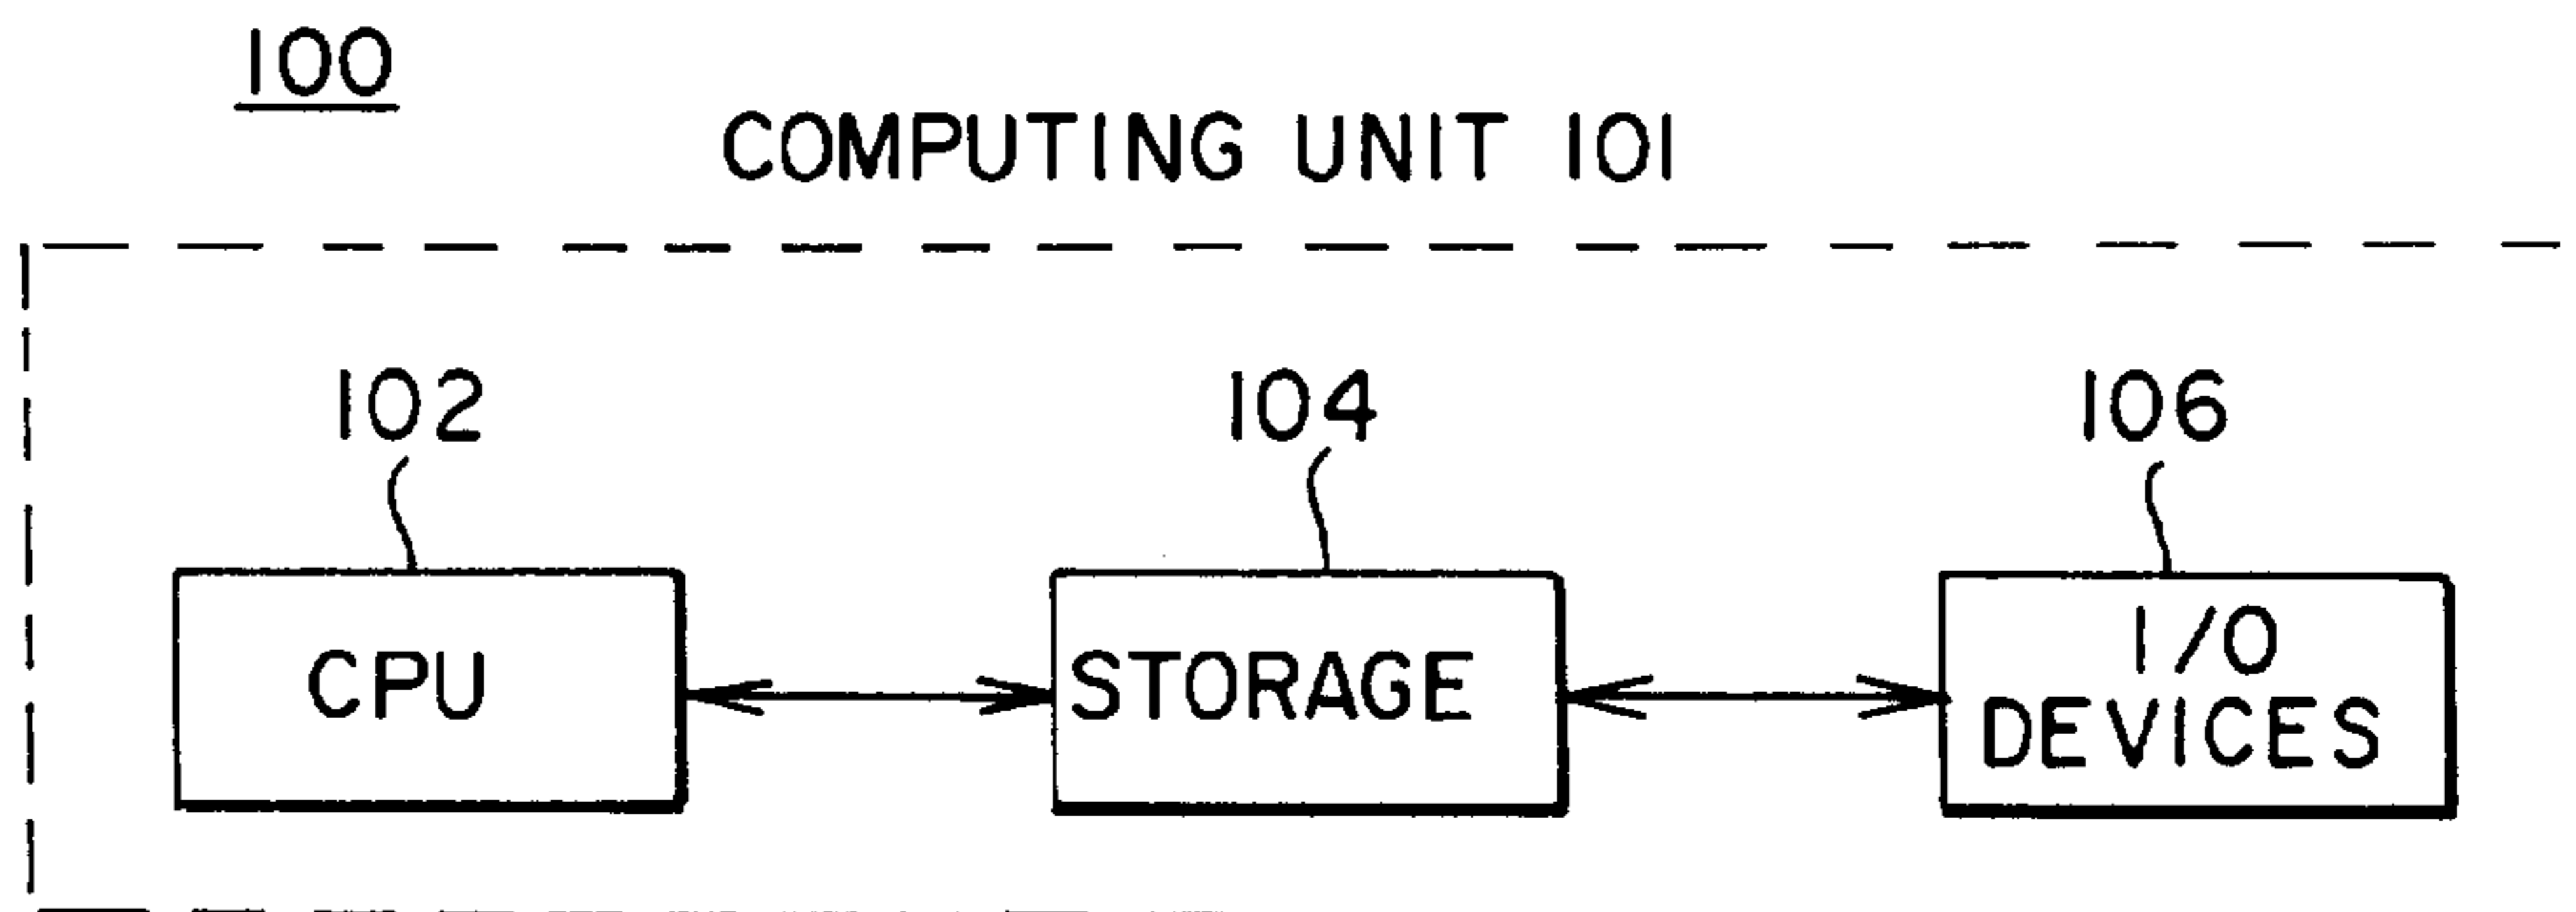 100
COMPUTING UNIT 101
102
104
106
CPU
STORAGE
I/O
DEVICES